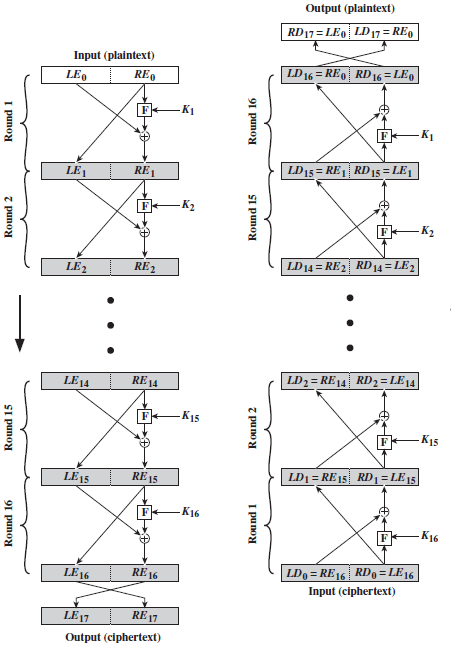 Input (plaintext)
LE0 RE0
Round 1
F K1
LE1 RE1
Round 2
F K2
LE2 RE2
LE14 RE14
Round 15
F K15
LE15 RE15
Round 16
F K16
LE16 RE16
LE17 RE17
Output (ciphertext)
Output (plaintext)
RD17 = LE0 LD17 = RE0
LD16 = RE0 RD16 = LE0
Round 16
F K1
LD15 = RE1 RD15 = LE1
Round 15
F K2
LD14 = RE2 RD14 = LE2
LD2 = RE14 RD2 = LE14
Round 2
F K15
LD1 = RE15 RD1 = LE15
Round 1
F K16
LD0 = RE16 RD0 = LE16
Input (ciphertext)